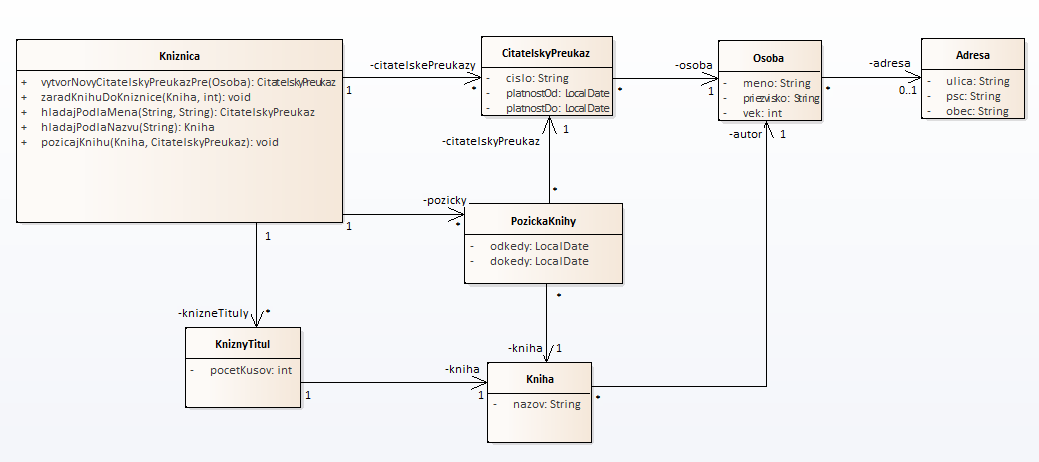 Kniznica
+ vytvorNovyCitatelskyPreukazPre(Osoba): CitatelskyPreukaz
+ zaradKnihuDoKniznice(Kniha, int): void
+ hladajPodlaMena(String, String): CitatelskyPreukaz
+ hladajPodlaNazvu(String): Kniha
+ pozicajKnihu(Kniha, CitatelskyPreukaz): void
-citatelskePreukazy
1
*
CitatelskyPreukaz
- cislo: String
- platnostOd: LocalDate
- platnostDo: LocalDate
-osoba
*
1
Osoba
- meno: String
- priezvisko: String
- vek: int
-adresa
*
0..1
Adresa
- ulica: String
- psc: String
- obec: String
-autor
1
1
-citatelskyPreukaz
*
-pozicky
1
*
PozickaKnihy
- odkedy: LocalDate
- dokedy: LocalDate
1
*
-knizneTituly
*
-kniha
1
KniznyTitul
- pocetKusov: int
-kniha
1
1
Kniha
- nazov: String
*